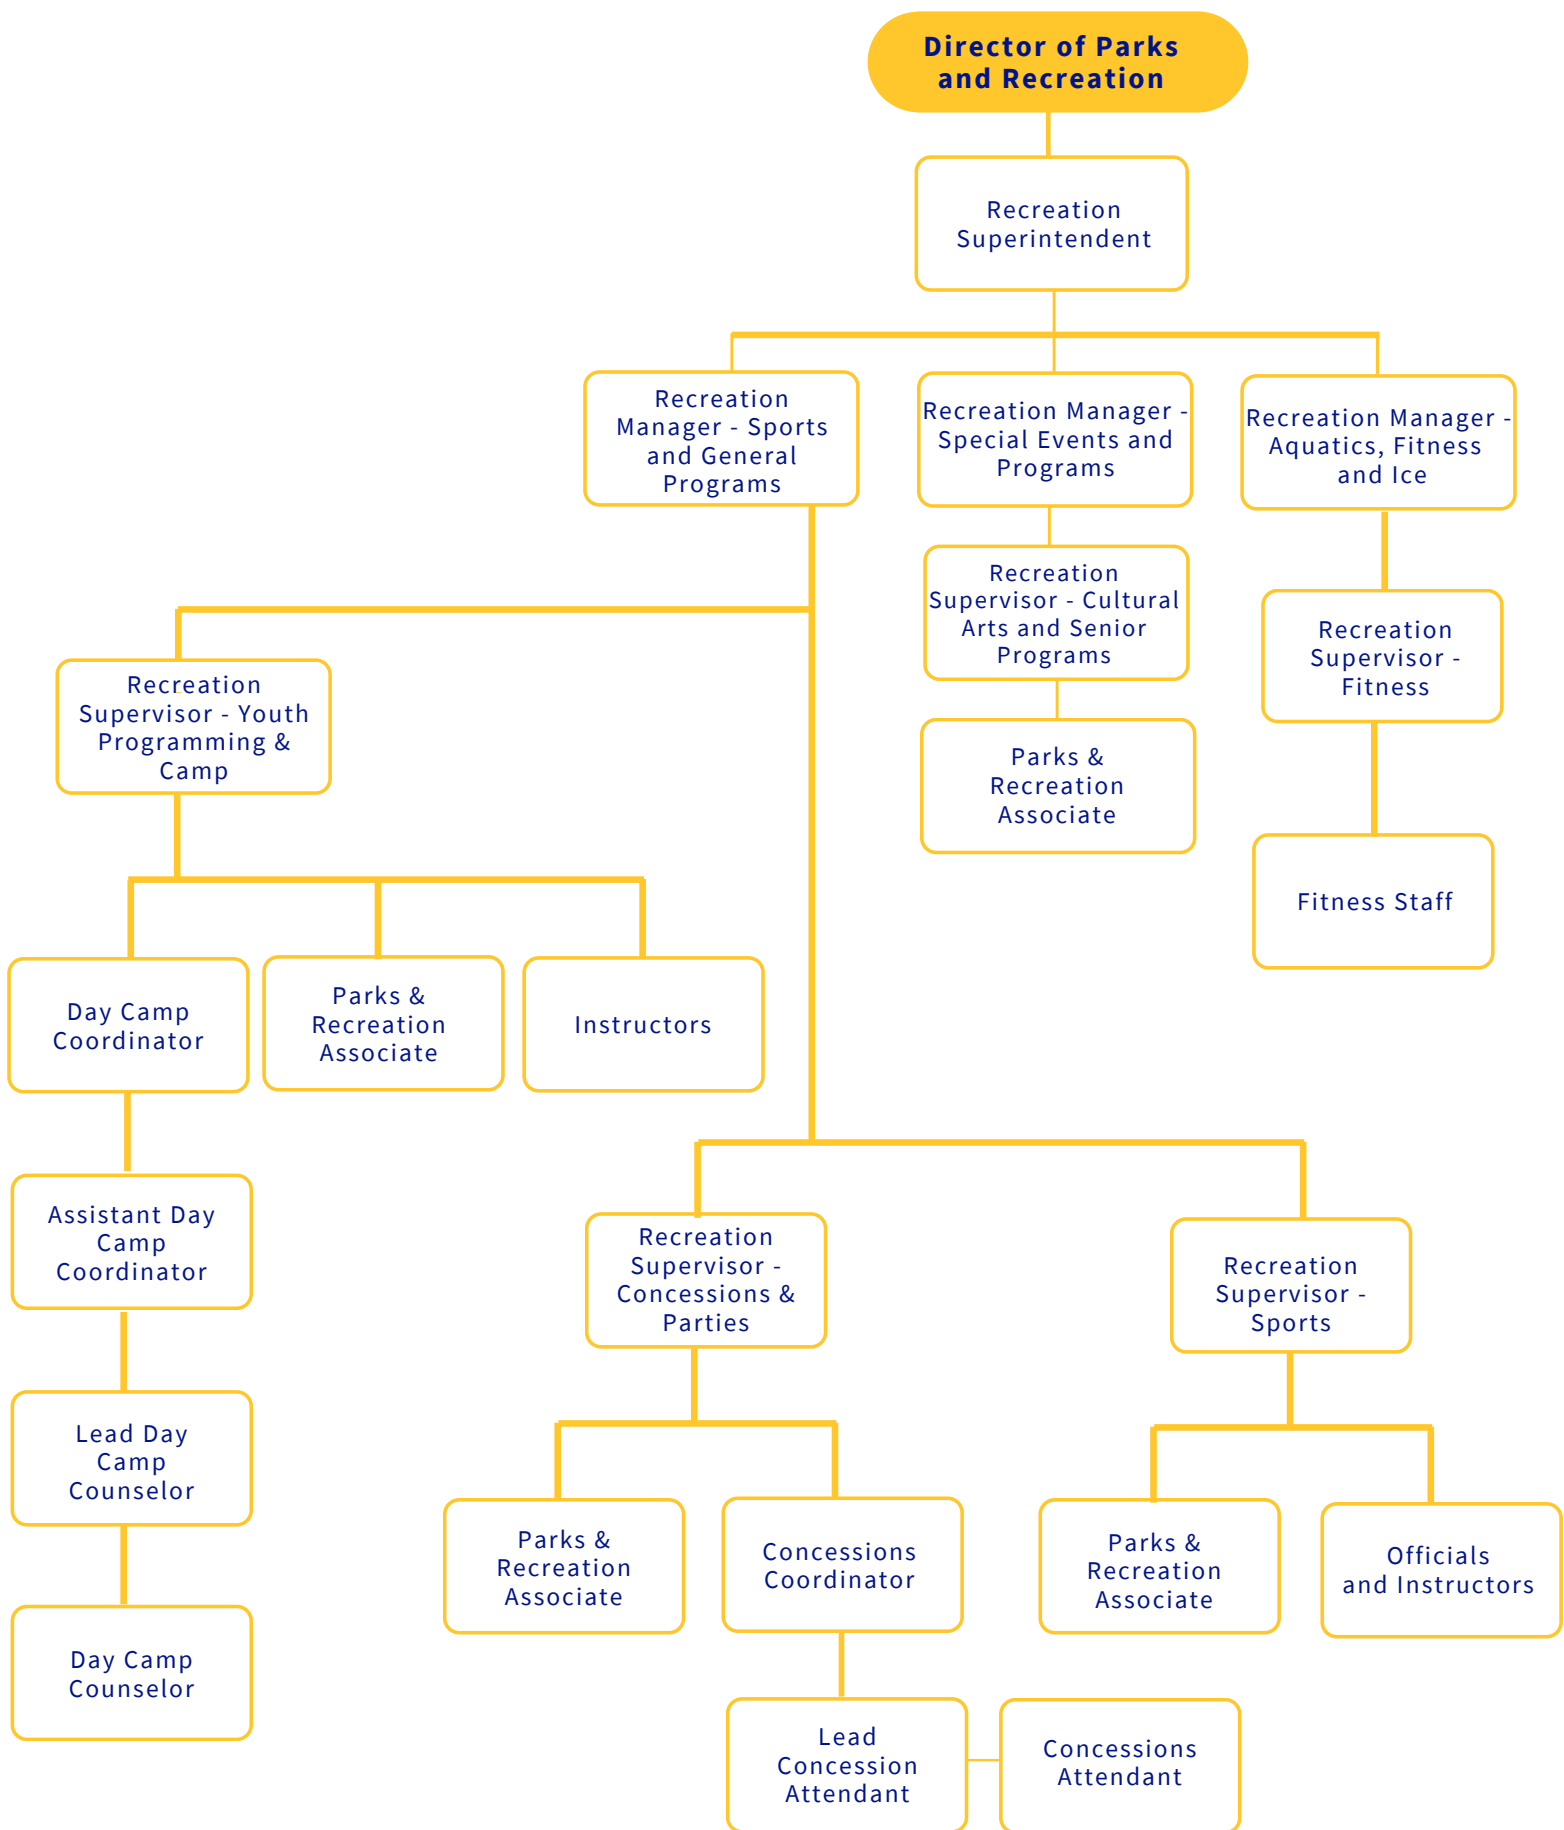 Director of Parks
and Recreation
Recreation
Superintendent
Recreation
Manager - Sports
and General
Programs
Recreation Manager -
Special Events and
Programs
Recreation Manager -
Aquatics, Fitness
and Ice
Recreation
Supervisor - Cultural
Arts and Senior
Programs
Recreation
Supervisor -
Fitness
Recreation
Supervisor - Youth
Programming &
Camp
Parks &
Recreation
Associate
Fitness Staff
Day Camp
Coordinator
Parks &
Recreation
Associate
Instructors
Assistant Day
Camp
Coordinator
Recreation
Supervisor -
Concessions &
Parties
Recreation
Supervisor -
Sports
Lead Day
Camp
Counselor
Parks &
Recreation
Associate
Concessions
Coordinator
Parks &
Recreation
Associate
Officials
and Instructors
Day Camp
Counselor
Lead
Concession
Attendant
Concessions
Attendant